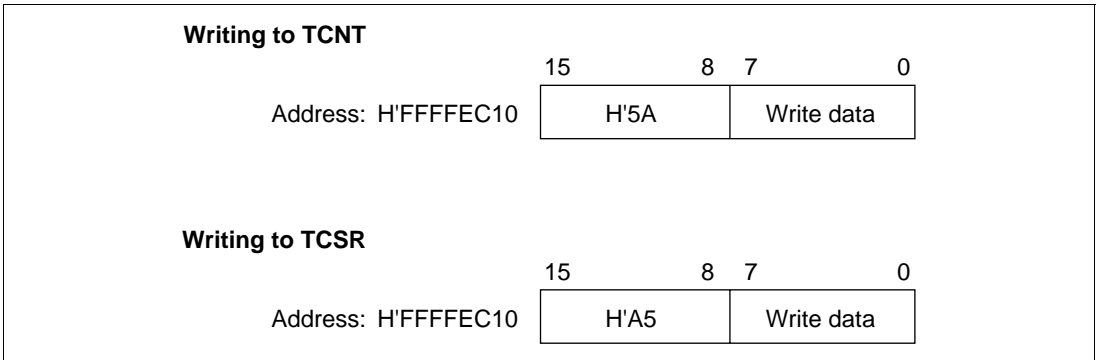 Writing to TCNT
15 8 7 0
Address: H'FFFFEC10 H'5A Write data
Writing to TCSR
15 8 7 0
Address: H'FFFFEC10 H'A5 Write data